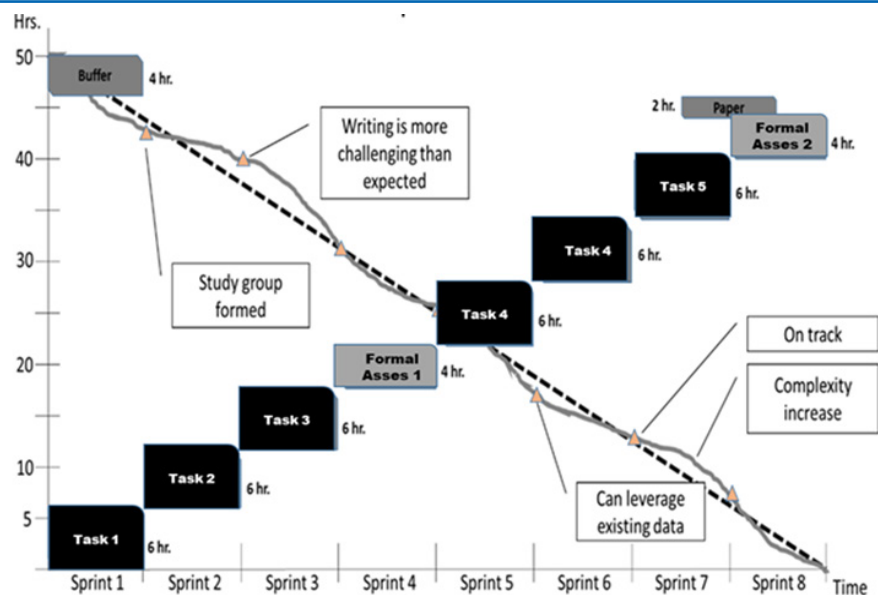 Hrs.
50
Buffer
4 hr.
Writing is more
challenging than
expected
2 hr.
Paper
Formal
Asses 2
4 hr.
40
Task 5
6 hr.
30
Study group
formed
Task 4
6 hr.
Task 4
6 hr.
On track
20
Formal
Asses 1
4 hr.
Complexity
increase
Task 3
6 hr.
10
Task 2
6 hr.
Can leverage
existing data
5
Task 1
6 hr.
Sprint 1
Sprint 2
Sprint 3
Sprint 4
Sprint 5
Sprint 6
Sprint 7
Sprint 8
Time